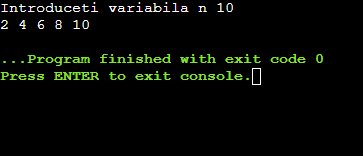 Introduceti variabila n 10
2 4 6 8 10
...Program finished with exit code 0
Press ENTER to exit console.